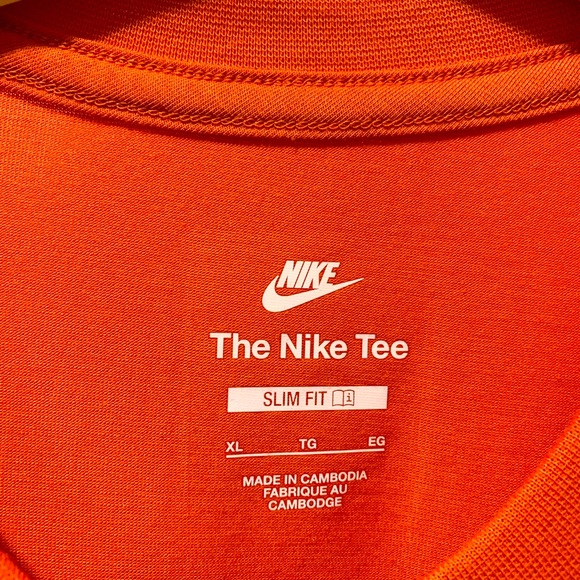 NIKE
The Nike Tee
SLIM FIT
XL TG EG
MADE IN CAMBODIA
FABRIQUE AU
CAMBODGE